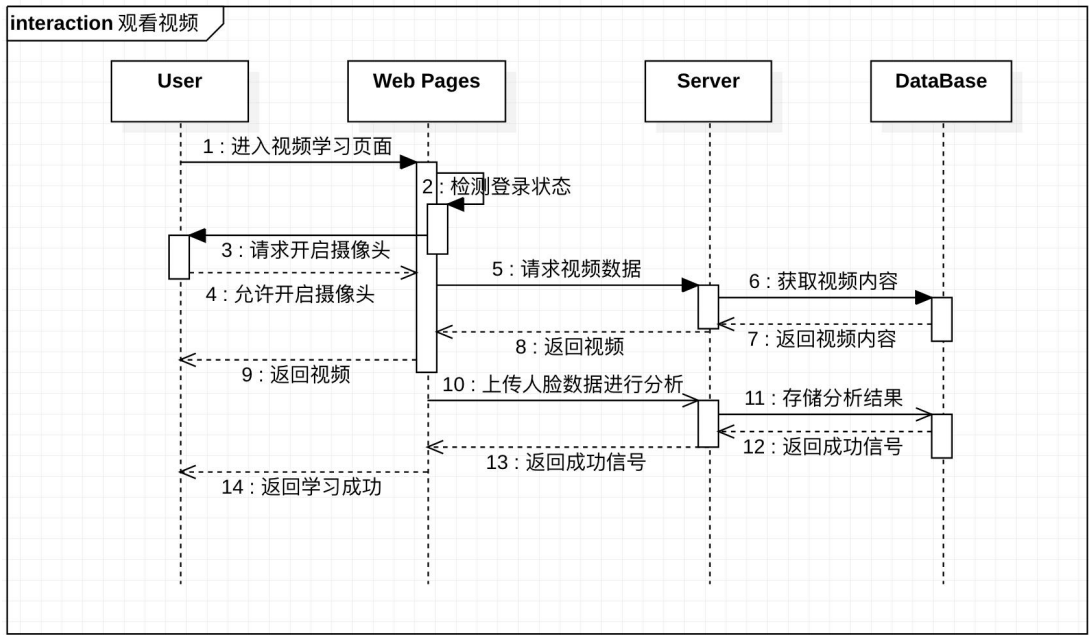 interaction 观看视频
User
Web Pages
Server
DataBase
1 : 进入视频学习页面
2 : 检测登录状态
3 : 请求开启摄像头
4 : 允许开启摄像头
5 : 请求视频数据
6 : 获取视频内容
7 : 返回视频内容
8 : 返回视频
9 : 返回视频
10 : 上传人脸数据进行分析
11 : 存储分析结果
12 : 返回成功信号
13 : 返回成功信号
14 : 返回学习成功